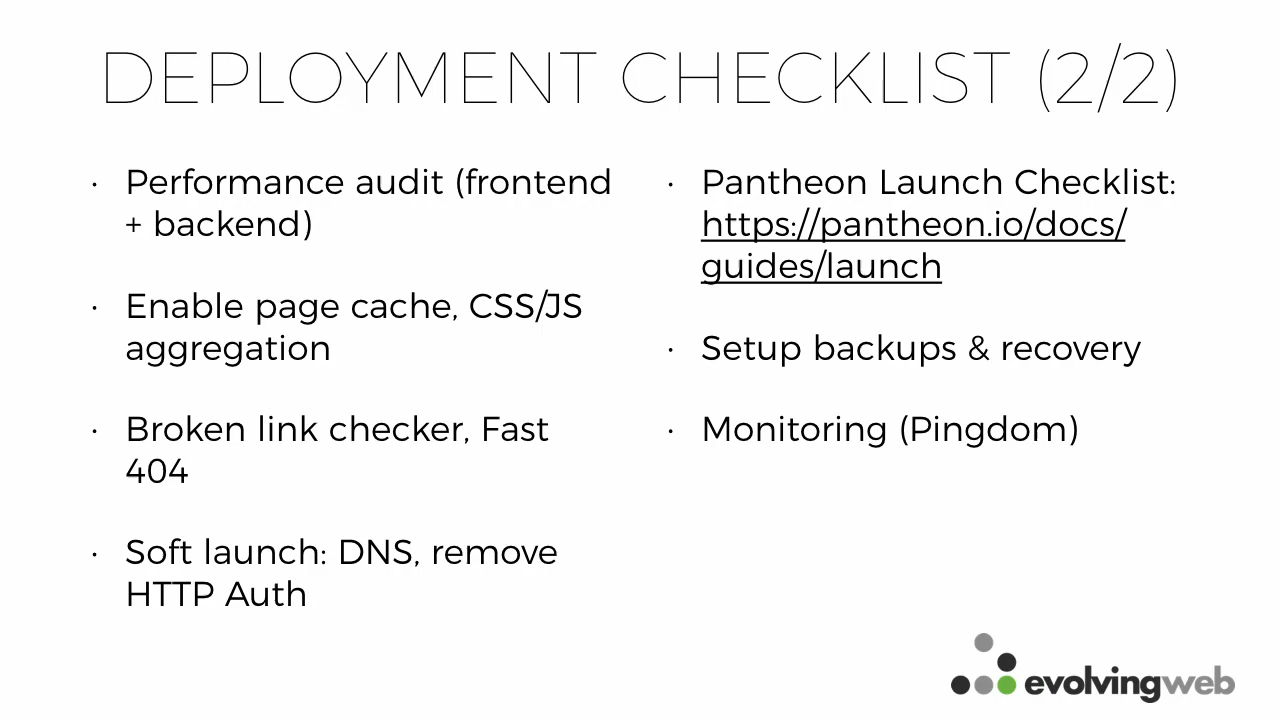 DEPLOYMENT CHECKLIST (2/2)
· Performance audit (frontend
+ backend)
· Enable page cache, CSS/JS
aggregation
· Broken link checker, Fast
404
· Soft launch: DNS, remove
HTTP Auth
· Pantheon Launch Checklist:
https://pantheon.io/docs/
guides/launch
· Setup backups & recovery
· Monitoring (Pingdom)
evolvingweb